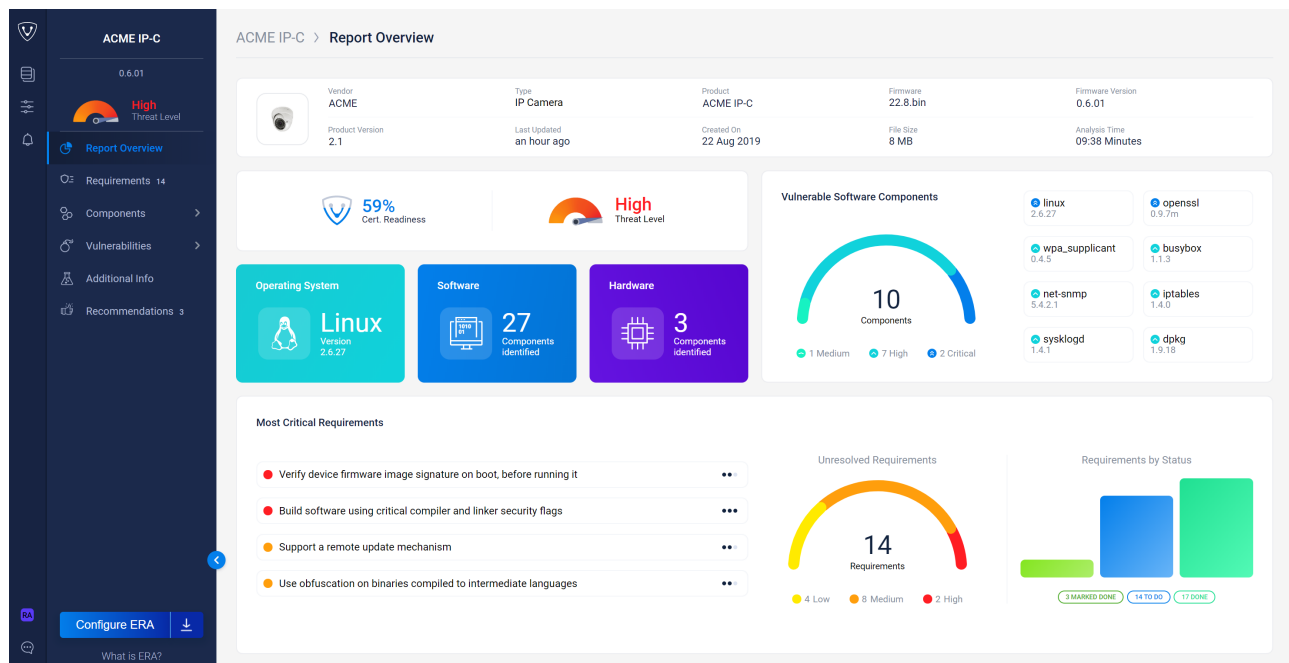 ACME IP-C
0.6.01
High
Threat Level
Report Overview
Requirements 14
Components
Vulnerabilities
Additional Info
Recommendations 3
RA
Configure ERA
What is ERA?
ACME IP-C > Report Overview
Vendor
ACME
Type
IP Camera
Product
ACME IP-C
Firmware
22.8.bin
Firmware Version
0.6.01
Product Version
2.1
Last Updated
an hour ago
Created On
22 Aug 2019
File Size
8 MB
Analysis Time
09:38 Minutes
59%
Cert. Readiness
High
Threat Level
Operating System
Linux
Version
2.6.27
Software
1010
01
27
Components
identified
Hardware
3
Components
identified
Vulnerable Software Components
10
Components
1 Medium
7 High
2 Critical
linux
2.6.27
openssl
0.9.7m
wpa_supplicant
0.4.5
busybox
1.1.3
net-snmp
5.4.2.1
iptables
1.4.0
sysklogd
1.4.1
dpkg
1.9.18
Most Critical Requirements
Verify device firmware image signature on boot, before running it
Build software using critical compiler and linker security flags
Support a remote update mechanism
Use obfuscation on binaries compiled to intermediate languages
Unresolved Requirements
14
Requirements
4 Low
8 Medium
2 High
Requirements by Status
3 MARKED DONE
14 TO DO
17 DONE